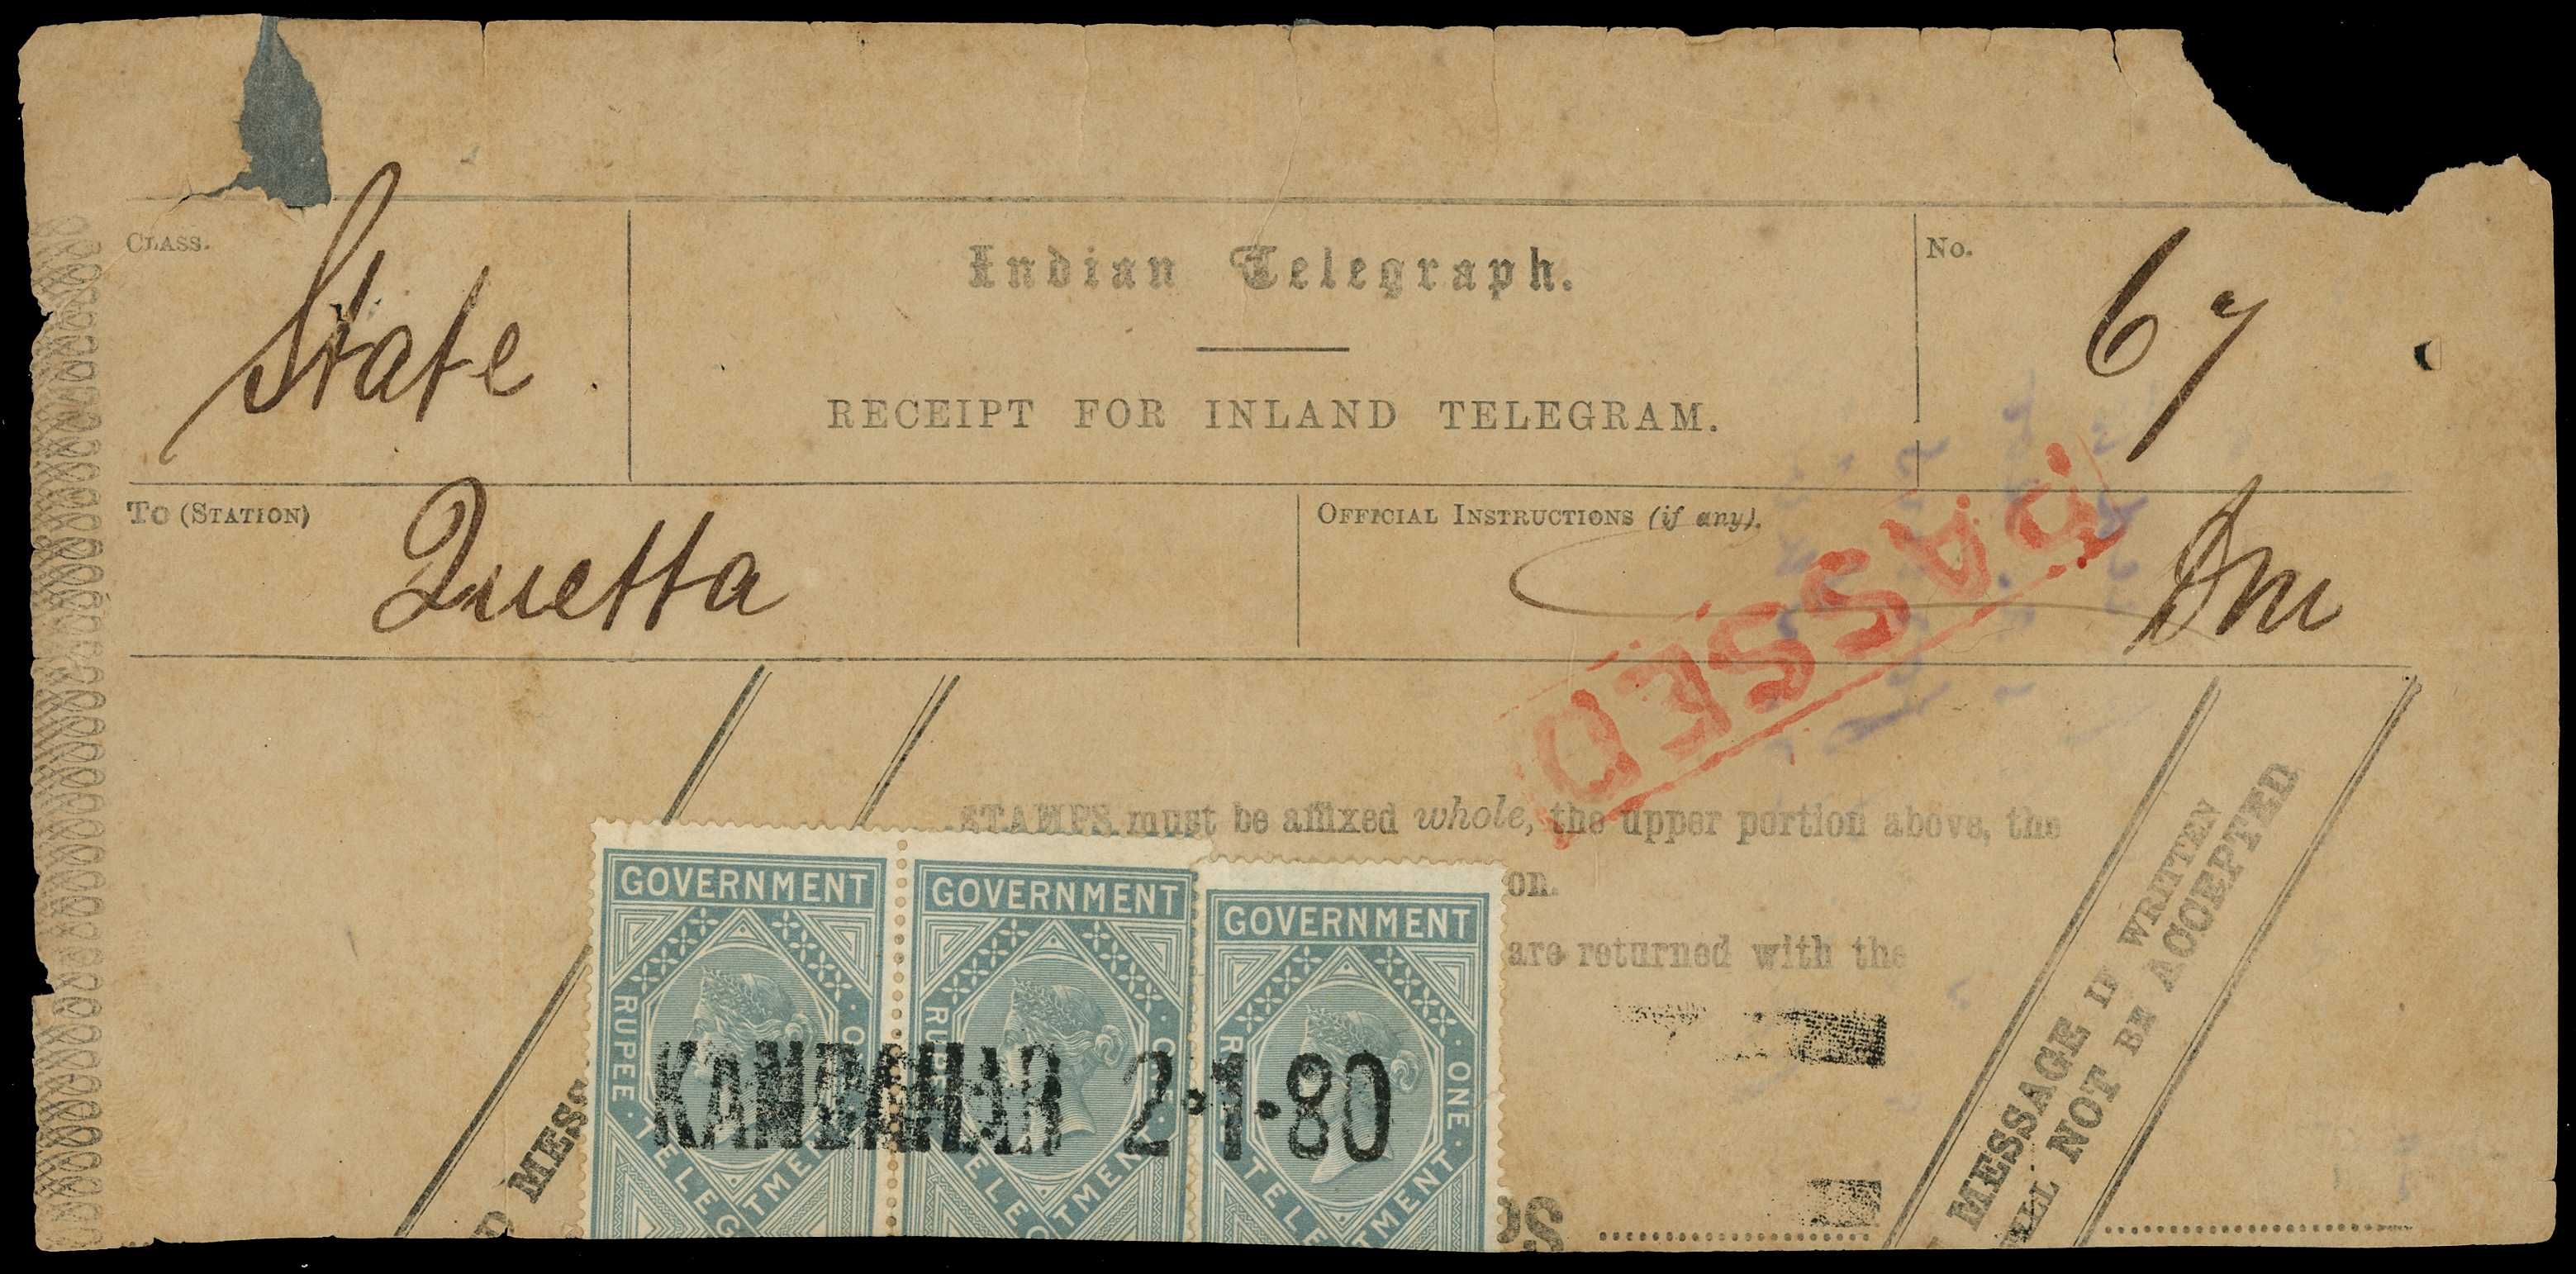 CLASS.
State
Indian Telegraph.
No.
67
RECEIPT FOR INLAND TELEGRAM.
TO (STATION)
Quetta
OFFICIAL INSTRUCTIONS (if any).
PASSED
STAMPS must be affixed whole, the upper portion above, the
on.
are returned with the
GOVERNMENT
RUPEE
GOVERNMENT
GOVERNMENT
ONE
KANDAHAR 2.1.80
MESSAGE IF WRITTEN
NOT BE ACCEPTED